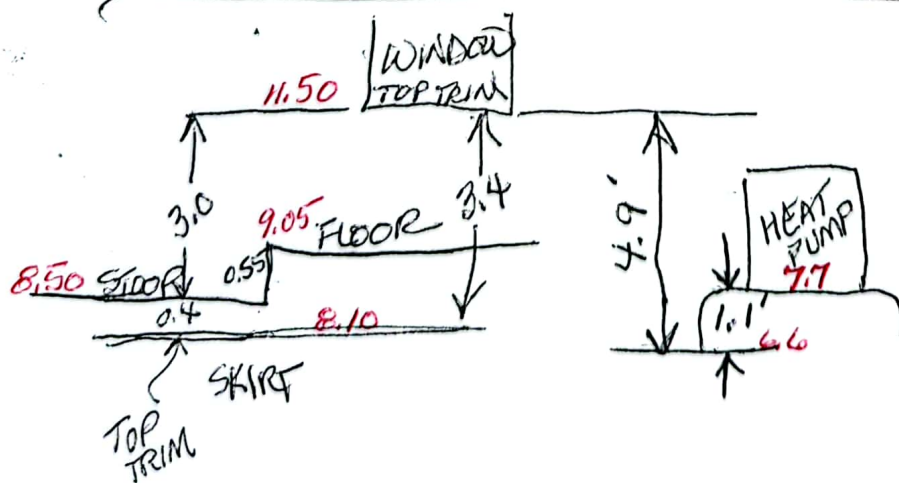 WINDOW
TOP TRIM
11.50
3.0
3.4
4.9'
9.05 FLOOR
0.55
8.50 STOOP
0.4
8.10
SKIRT
TOP
TRIM
HEAT
PUMP
7.7
1.1'
6.6